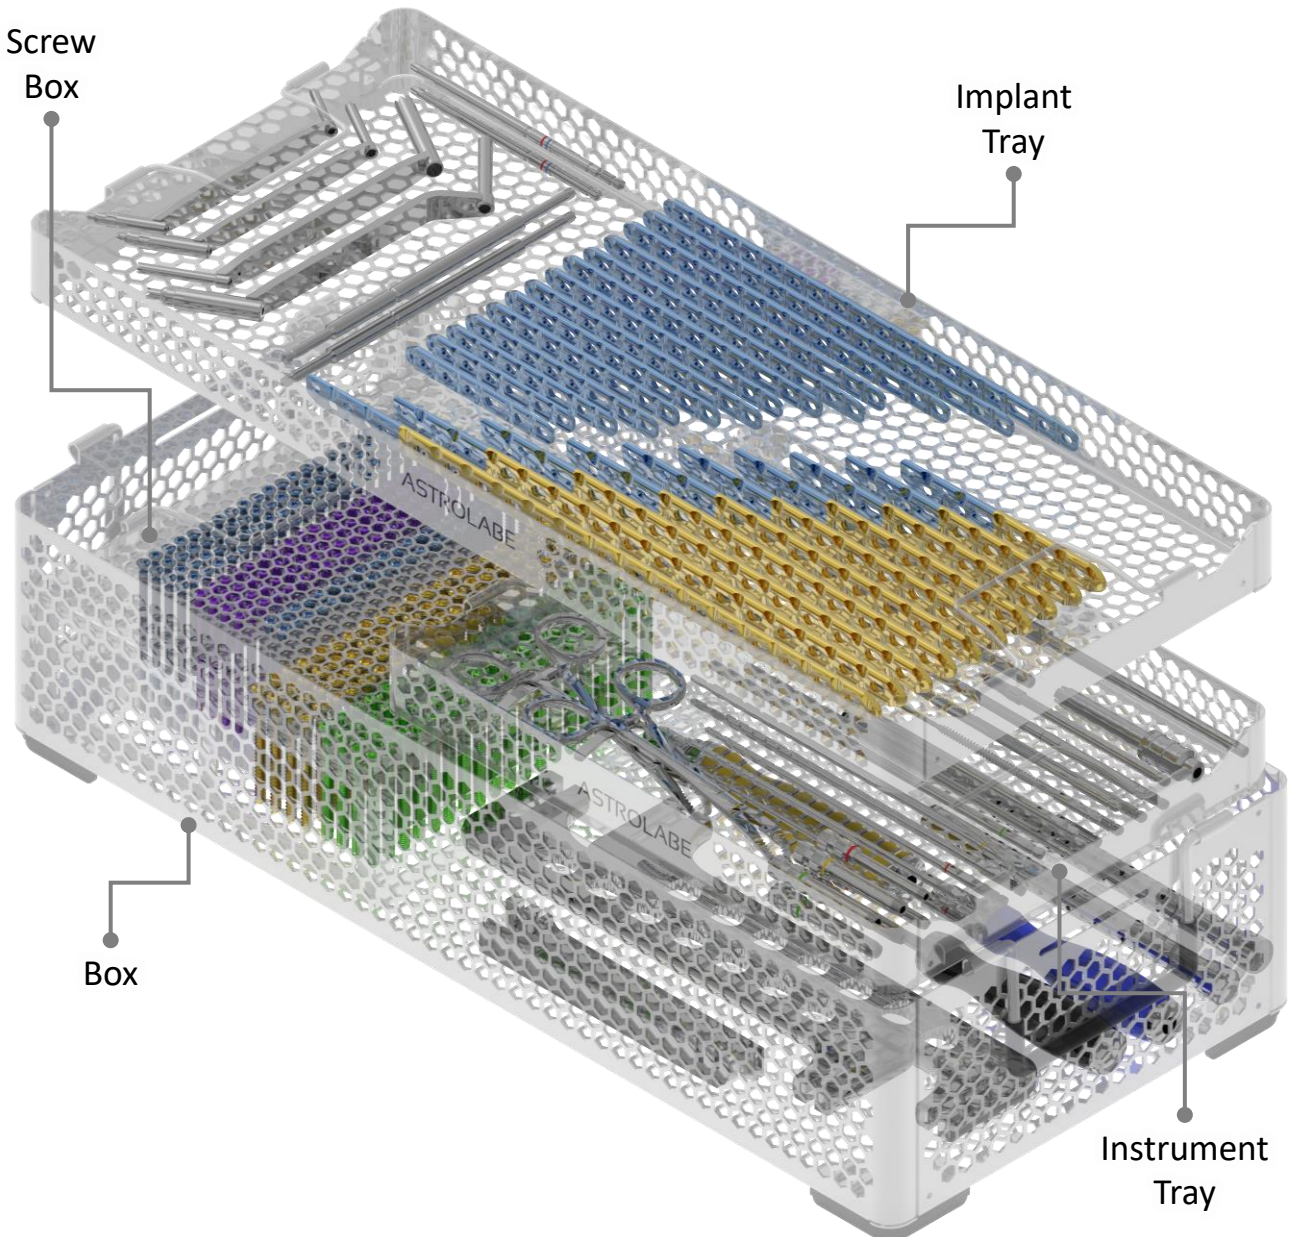 Screw
Box
Implant
Tray
ASTROLABE
ASTROLABE
Box
Instrument
Tray